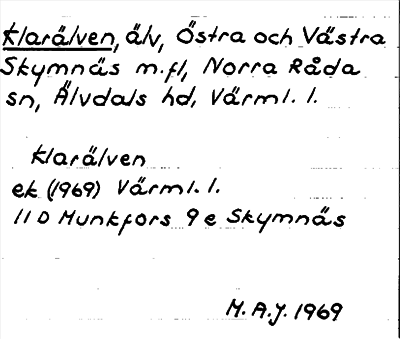 Klarälven, älv, Östra och Västra
Skymnäs m.fl, Norra Råda
sn, Älvdals hd, Värml. l.
Klarälven
ek (1969) Värml. l.
11 D Munkfors 9 e Skymnäs
M.A.J. 1969